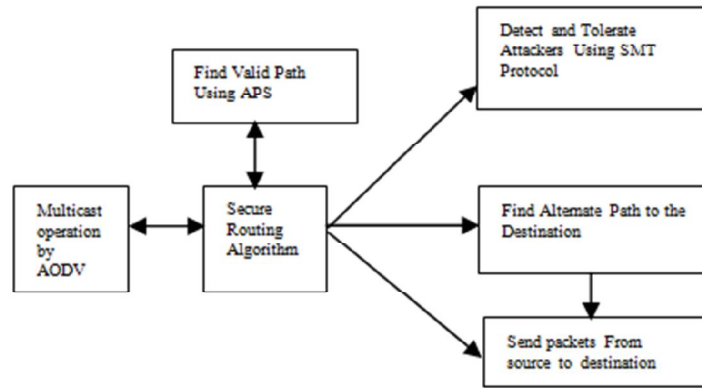 Detect and Tolerate
Attackers Using SMT
Protocol
Find Valid Path
Using APS
Multicast
operation
by
AODV
Secure
Routing
Algorithm
Find Alternate Path to the
Destination
Send packets From
source to destination